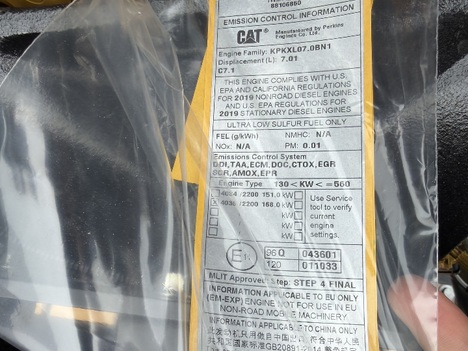 EMISSION CONTROL INFORMATION
CAT Manufactured by Perkins
Engines Co. Ltd.
Engine Family: KPKXL07.0BN1
Displacement (L): 7.01
C7.1
THIS ENGINE COMPLIES WITH U.S.
EPA AND CALIFORNIA REGULATIONS
FOR 2019 NONROAD DIESEL ENGINES
AND U.S. EPA REGULATIONS FOR
2019 STATIONARY DIESEL ENGINES
ULTRA LOW SULFUR FUEL ONLY
FEL (g/kWh) NMHC: N/A
NOx: N/A PM: 0.01
Emissions Control System
DDI,TAA,ECM,DOC,CTOX,EGR
SCR,AMOX,EPR
Engine Type 130<KW<=560
/2200 151.0 kW Use Service
/2200 168.0 kW tool to verify
kW current
kW engine
kW settings.
96 Q 043601
120 011033
MLIT Approved Step: STEP 4 FINAL
INFORMATION APPLICABLE TO EU ONLY
(EM-EXP) ENGINE NOT FOR USE IN EU
NON-ROAD MOBILE MACHINERY.
INFORMATION APPLICABLE TO CHINA ONLY